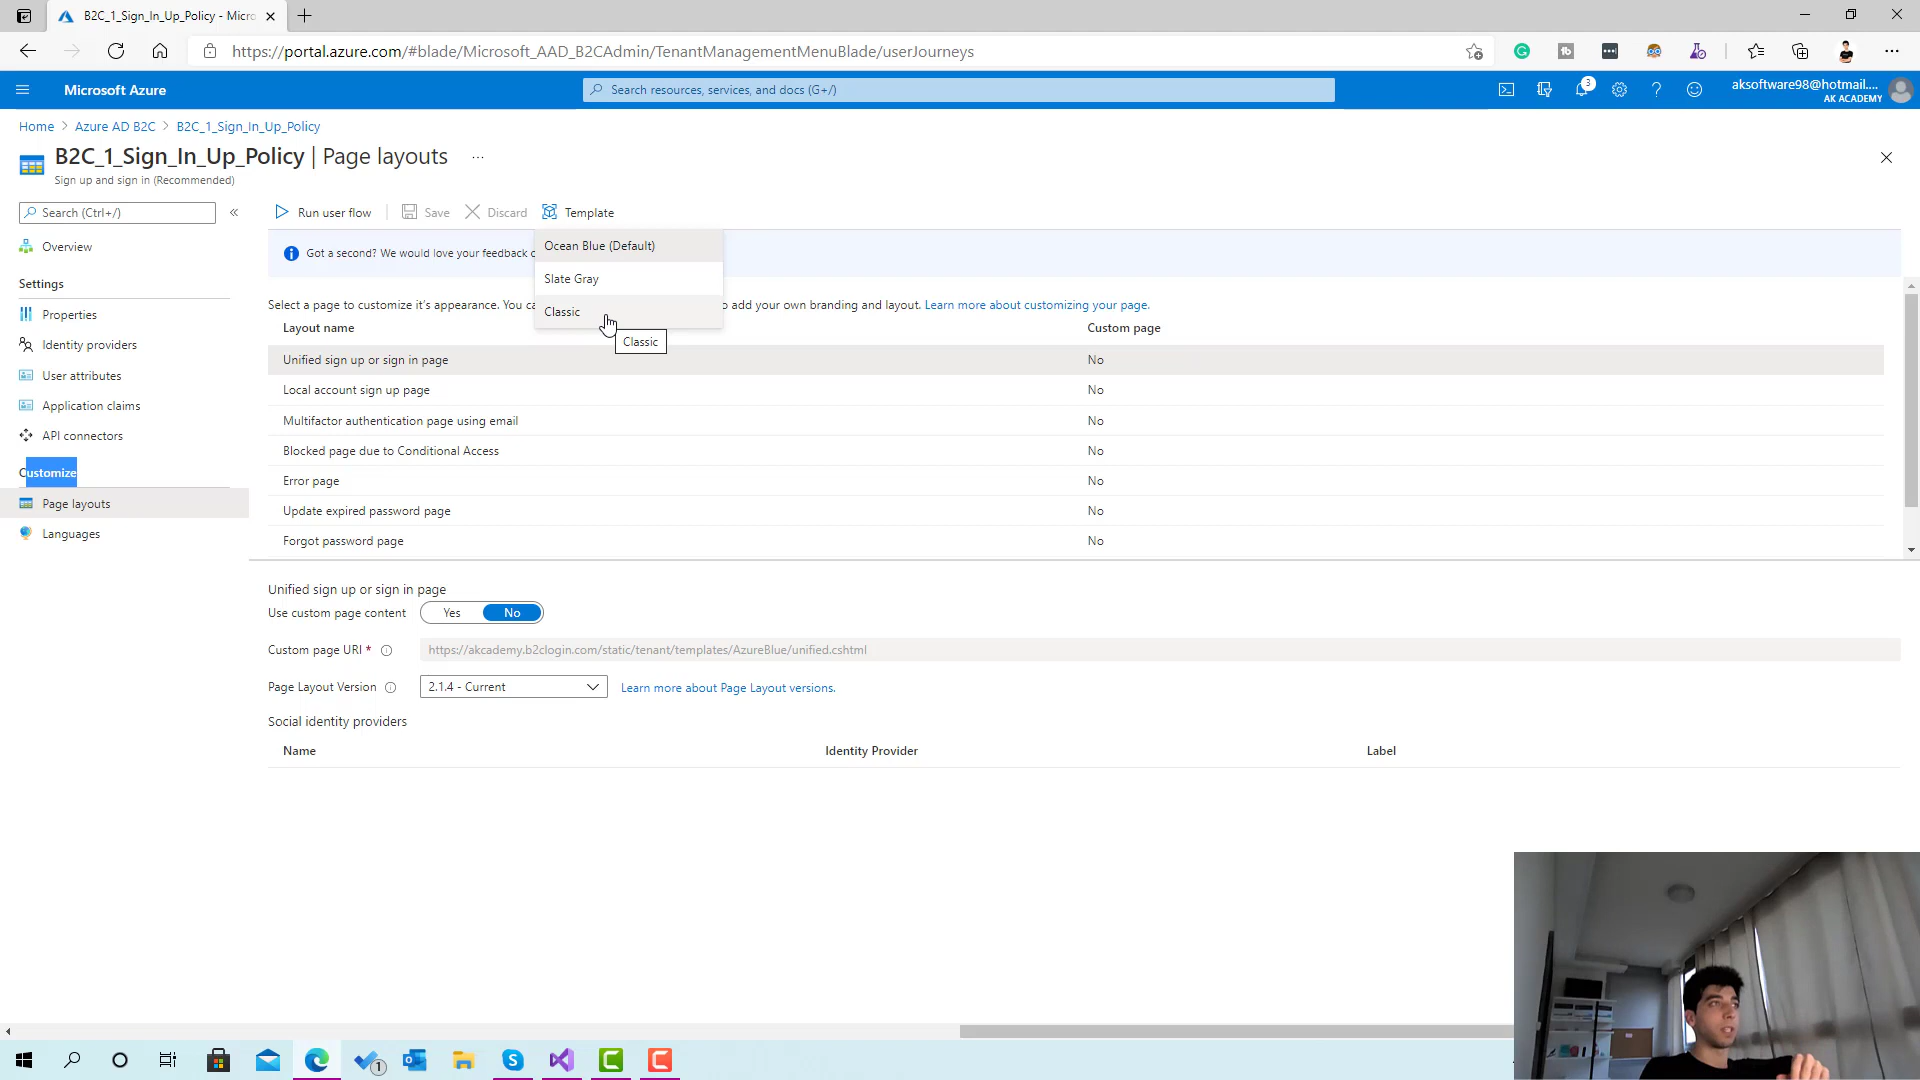 B2C_1_Sign_In_Up_Policy - Micro
https://portal.azure.com/#blade/Microsoft_AAD_B2CAdmin/TenantManagementMenuBlade/userJourneys
Microsoft Azure
Search resources, services, and docs (G+/)
3
aksoftware98@hotmail....
AK ACADEMY
Home > Azure AD B2C > B2C_1_Sign_In_Up_Policy
B2C_1_Sign_In_Up_Policy | Page layouts ...
Sign up and sign in (Recommended)
Search (Ctrl+/)
«
Run user flow
Save
Discard
Template
Overview
Settings
Properties
Identity providers
User attributes
Application claims
API connectors
Customize
Page layouts
Languages
Got a second? We would love your feedback
Ocean Blue (Default)
Slate Gray
Classic
Classic
Select a page to customize it's appearance. You
to add your own branding and layout. Learn more about customizing your page.
Layout name Custom page
Unified sign up or sign in page No
Local account sign up page No
Multifactor authentication page using email No
Blocked page due to Conditional Access No
Error page No
Update expired password page No
Forgot password page No
Unified sign up or sign in page
Use custom page content Yes No
Custom page URI * https://akcademy.b2clogin.com/static/tenant/templates/AzureBlue/unified.cshtml
Page Layout Version 2.1.4 - Current Learn more about Page Layout versions.
Social identity providers
Name Identity Provider Label
1